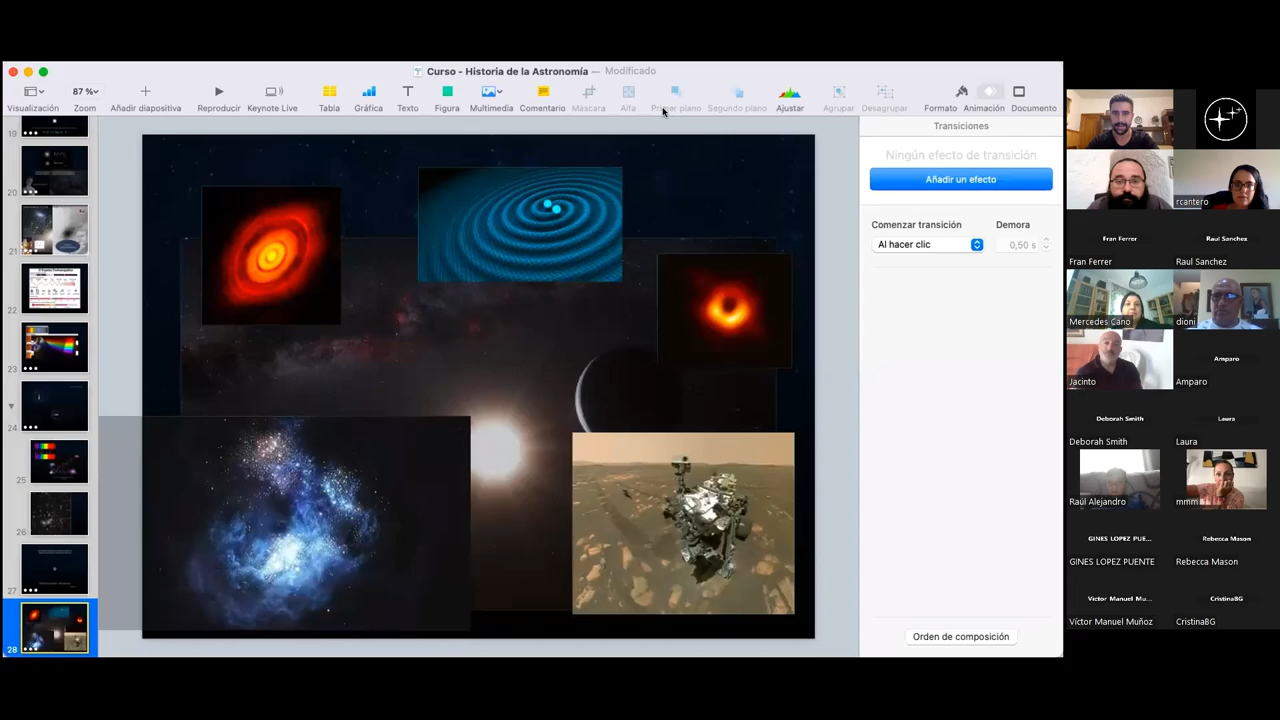 Curso - Historia de la Astronomía — Modificado
87 %
Visualización
Zoom
Añadir diapositiva
Reproducir
Keynote Live
Tabla
Gráfica
Texto
Figura
Multimedia
Comentario
Máscara
Alfa
Primer plano
Segundo plano
Ajustar
Agrupar
Desagrupar
Formato
Animación
Documento
19
20
21
22
23
24
25
26
27
28
Transiciones
Ningún efecto de transición
Añadir un efecto
Comenzar transición
Demora
Al hacer clic
0,50 s
Orden de composición
rcantero
Fran Ferrer
Raul Sanchez
Fran Ferrer
Raul Sanchez
Mercedes Cano
dioni
Amparo
Jacinto
Amparo
Deborah Smith
Laura
Deborah Smith
Laura
Raúl Alejandro
mmm
GINES LOPEZ PUE...
Rebecca Mason
GINES LOPEZ PUENTE
Rebecca Mason
Víctor Manuel Mu...
CristinaBG
Víctor Manuel Muñoz
CristinaBG